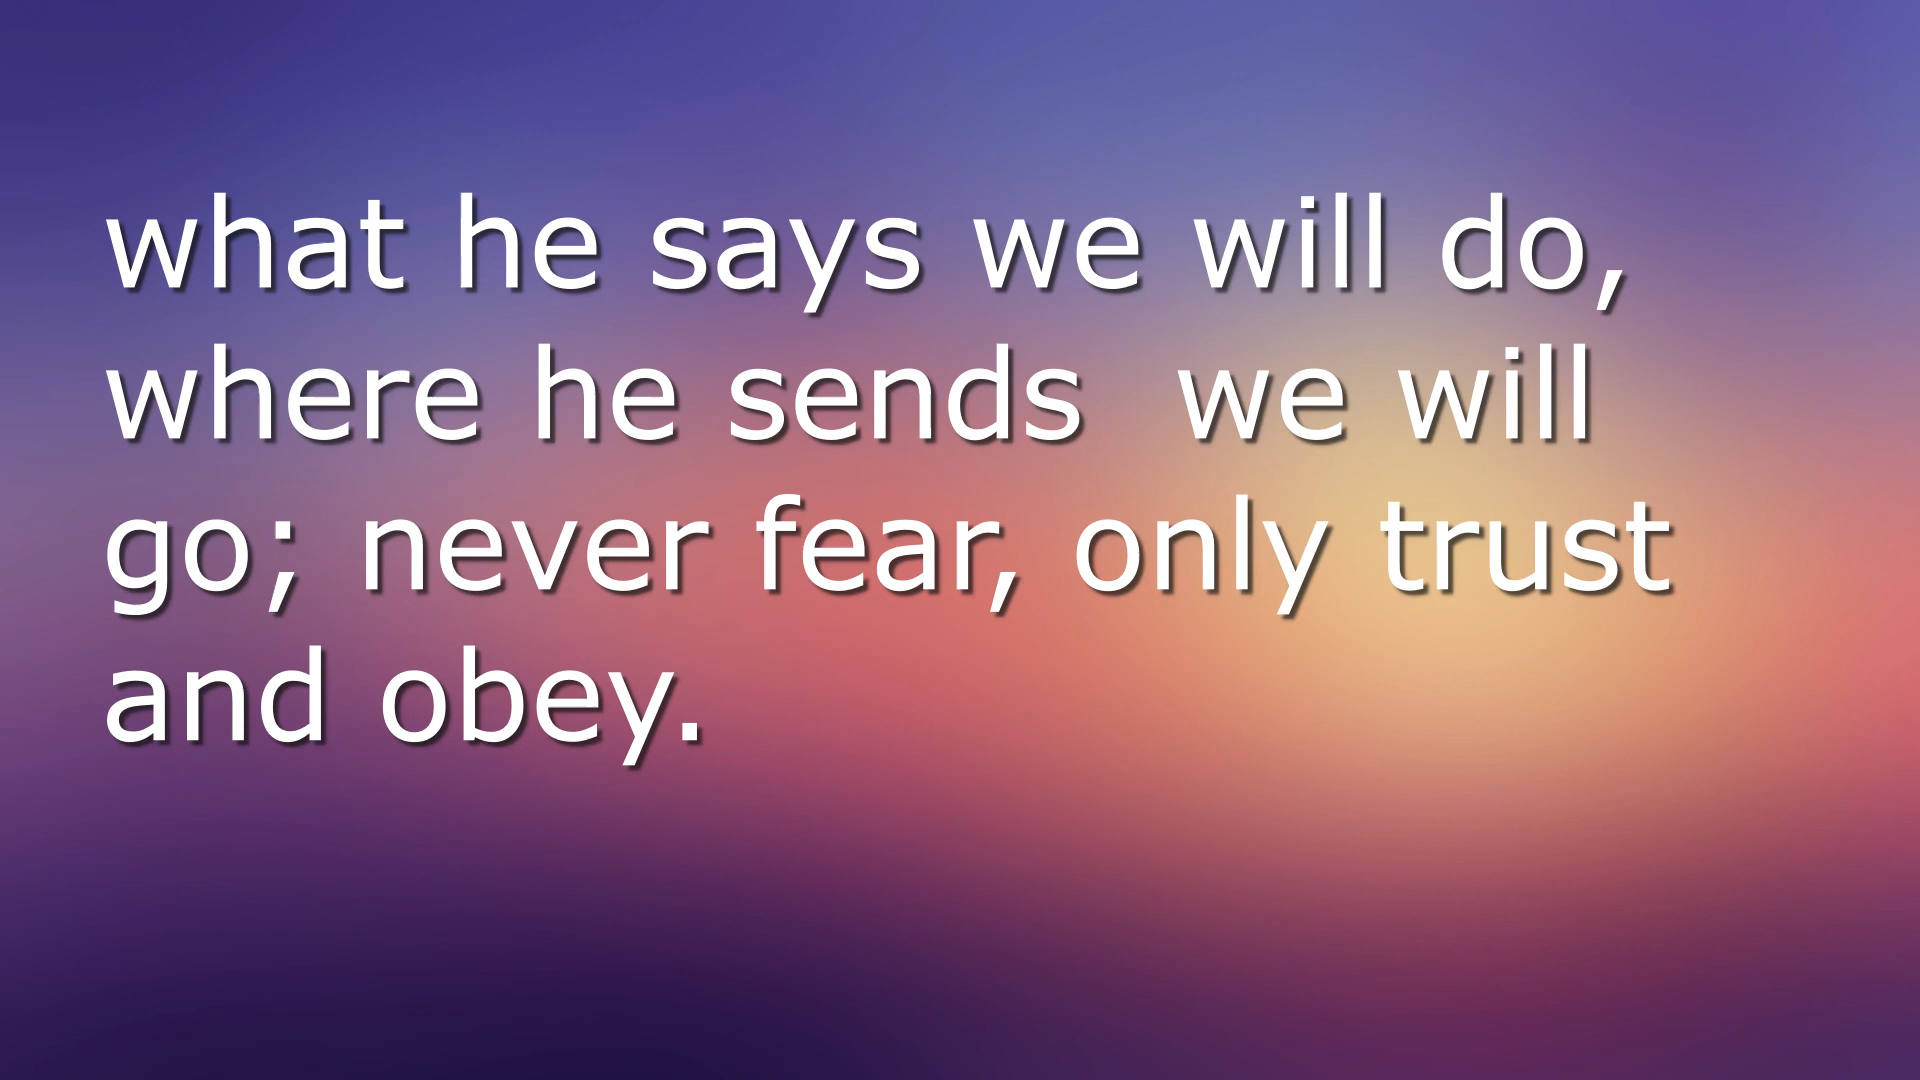 what he says we will do,
where he sends  we will
go; never fear, only trust
and obey.